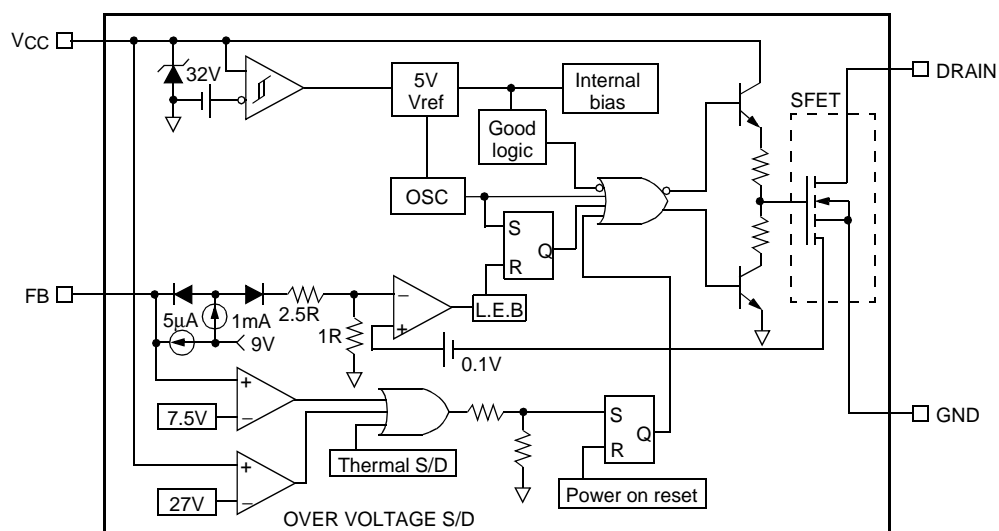 VCC
DRAIN
32V
5V
Vref
Internal
bias
SFET
Good
logic
OSC
S
R
Q
FB
5µA
1mA
2.5R
−
L.E.B
9V
1R
+
0.1V
+
7.5V
−
S
R
Q
GND
Thermal S/D
+
27V
−
Power on reset
OVER VOLTAGE S/D